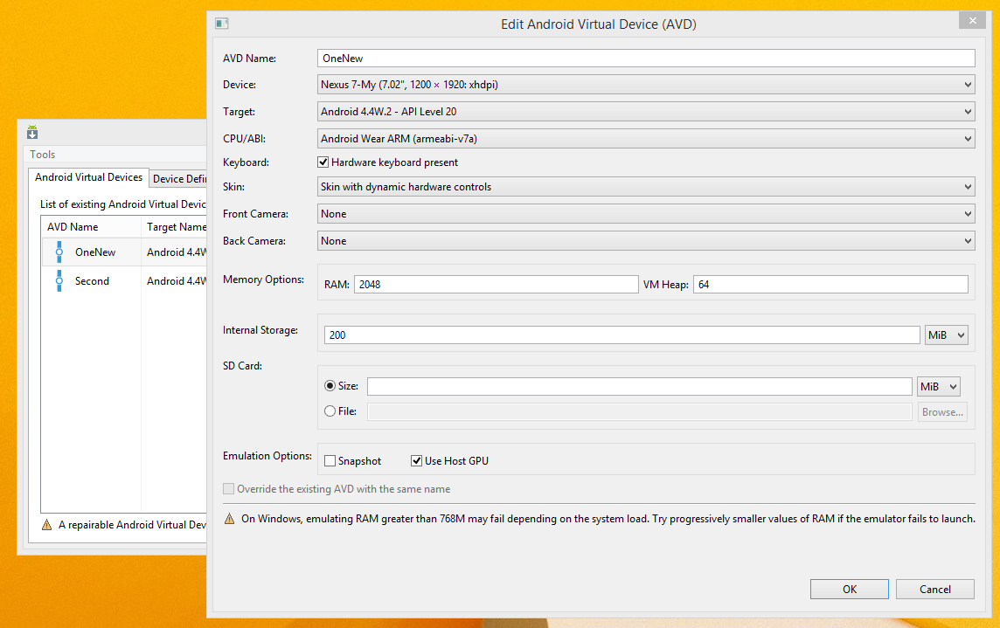 Edit Android Virtual Device (AVD)
AVD Name: OneNew
Device: Nexus 7-My (7.02", 1200 × 1920: xhdpi)
Target: Android 4.4W.2 - API Level 20
CPU/ABI: Android Wear ARM (armeabi-v7a)
Keyboard: Hardware keyboard present
Skin: Skin with dynamic hardware controls
Front Camera: None
Back Camera: None
Memory Options: RAM: 2048 VM Heap: 64
Internal Storage: 200 MiB
SD Card:
Size: MiB
File: Browse...
Emulation Options: Snapshot Use Host GPU
Override the existing AVD with the same name
On Windows, emulating RAM greater than 768M may fail depending on the system load. Try progressively smaller values of RAM if the emulator fails to launch.
OK Cancel
Tools
Android Virtual Devices Device Defin
List of existing Android Virtual Devic
AVD Name Target Name
OneNew Android 4.4W
Second Android 4.4W
A repairable Android Virtual Dev